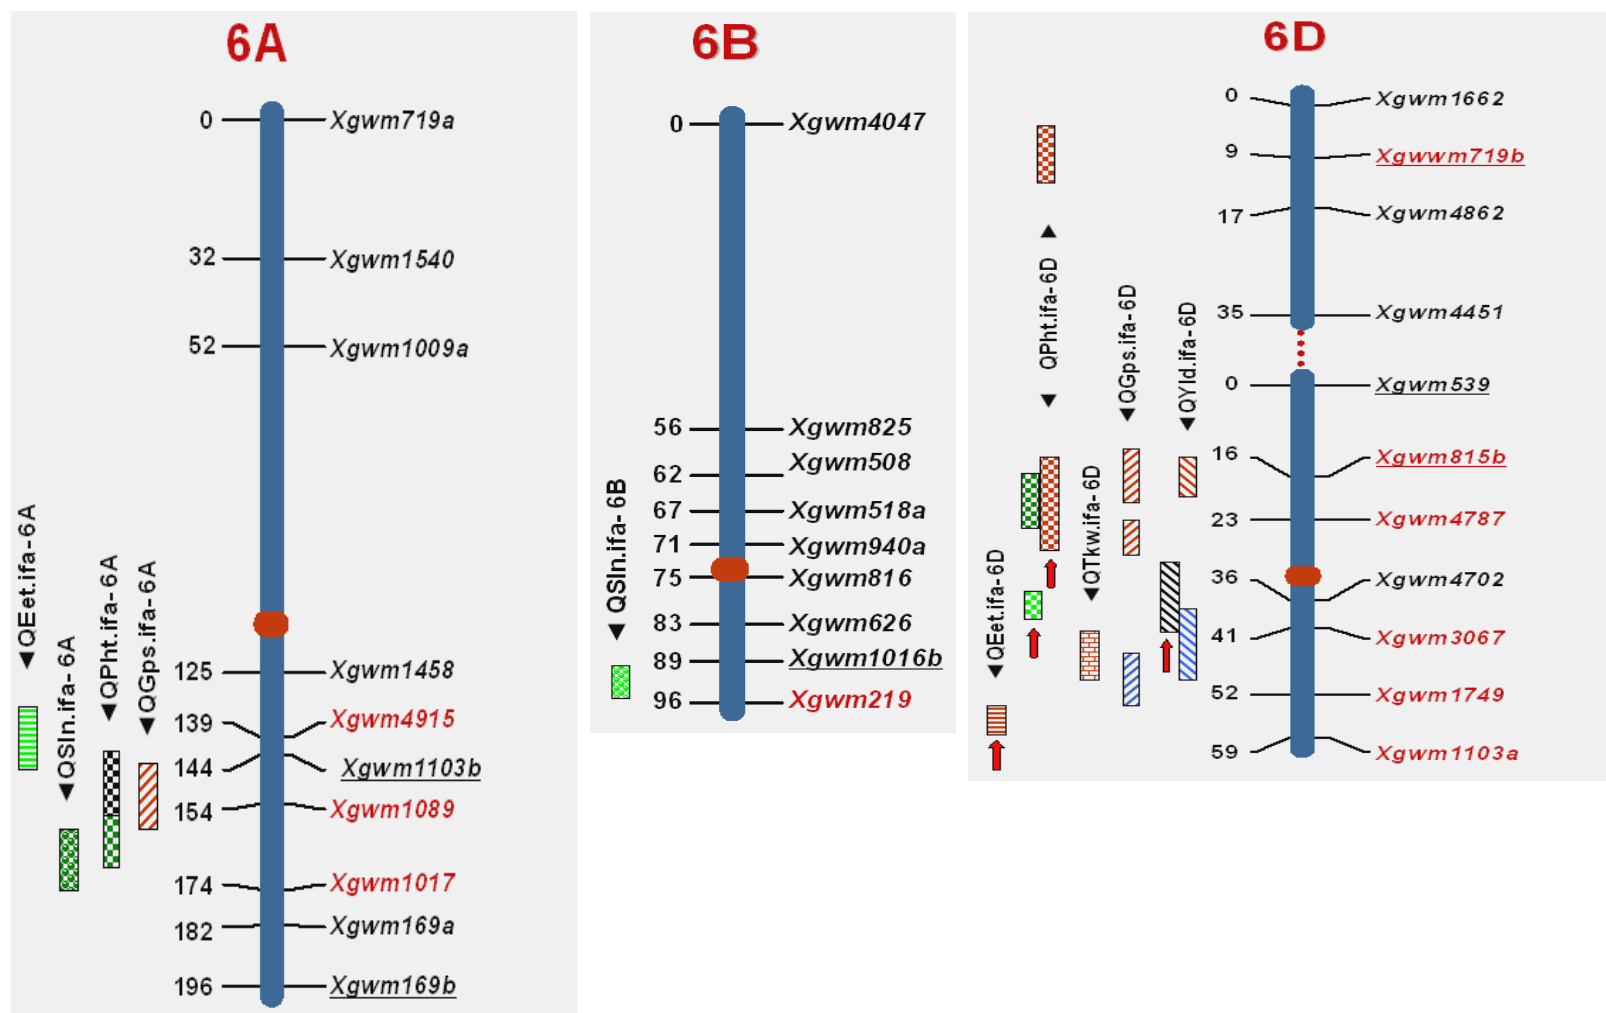 6A
0 Xgwm719a
32 Xgwm1540
52 Xgwm1009a
125 Xgwm1458
139 Xgwm4915
144 Xgwm1103b
154 Xgwm1089
174 Xgwm1017
182 Xgwm169a
196 Xgwm169b
QEet.ifa-6A
QSln.ifa-6A
QPht.ifa-6A
QGps.ifa-6A
6B
0 Xgwm4047
56 Xgwm825
62 Xgwm508
67 Xgwm518a
71 Xgwm940a
75 Xgwm816
83 Xgwm626
89 Xgwm1016b
96 Xgwm219
QSln.ifa-6B
6D
0 Xgwm1662
9 Xgwwm719b
17 Xgwm4862
35 Xgwm4451
0 Xgwm539
16 Xgwm815b
23 Xgwm4787
36 Xgwm4702
41 Xgwm3067
52 Xgwm1749
59 Xgwm1103a
QEet.ifa-6D
QPht.ifa-6D
QTkw.ifa-6D
QGps.ifa-6D
QYld.ifa-6D